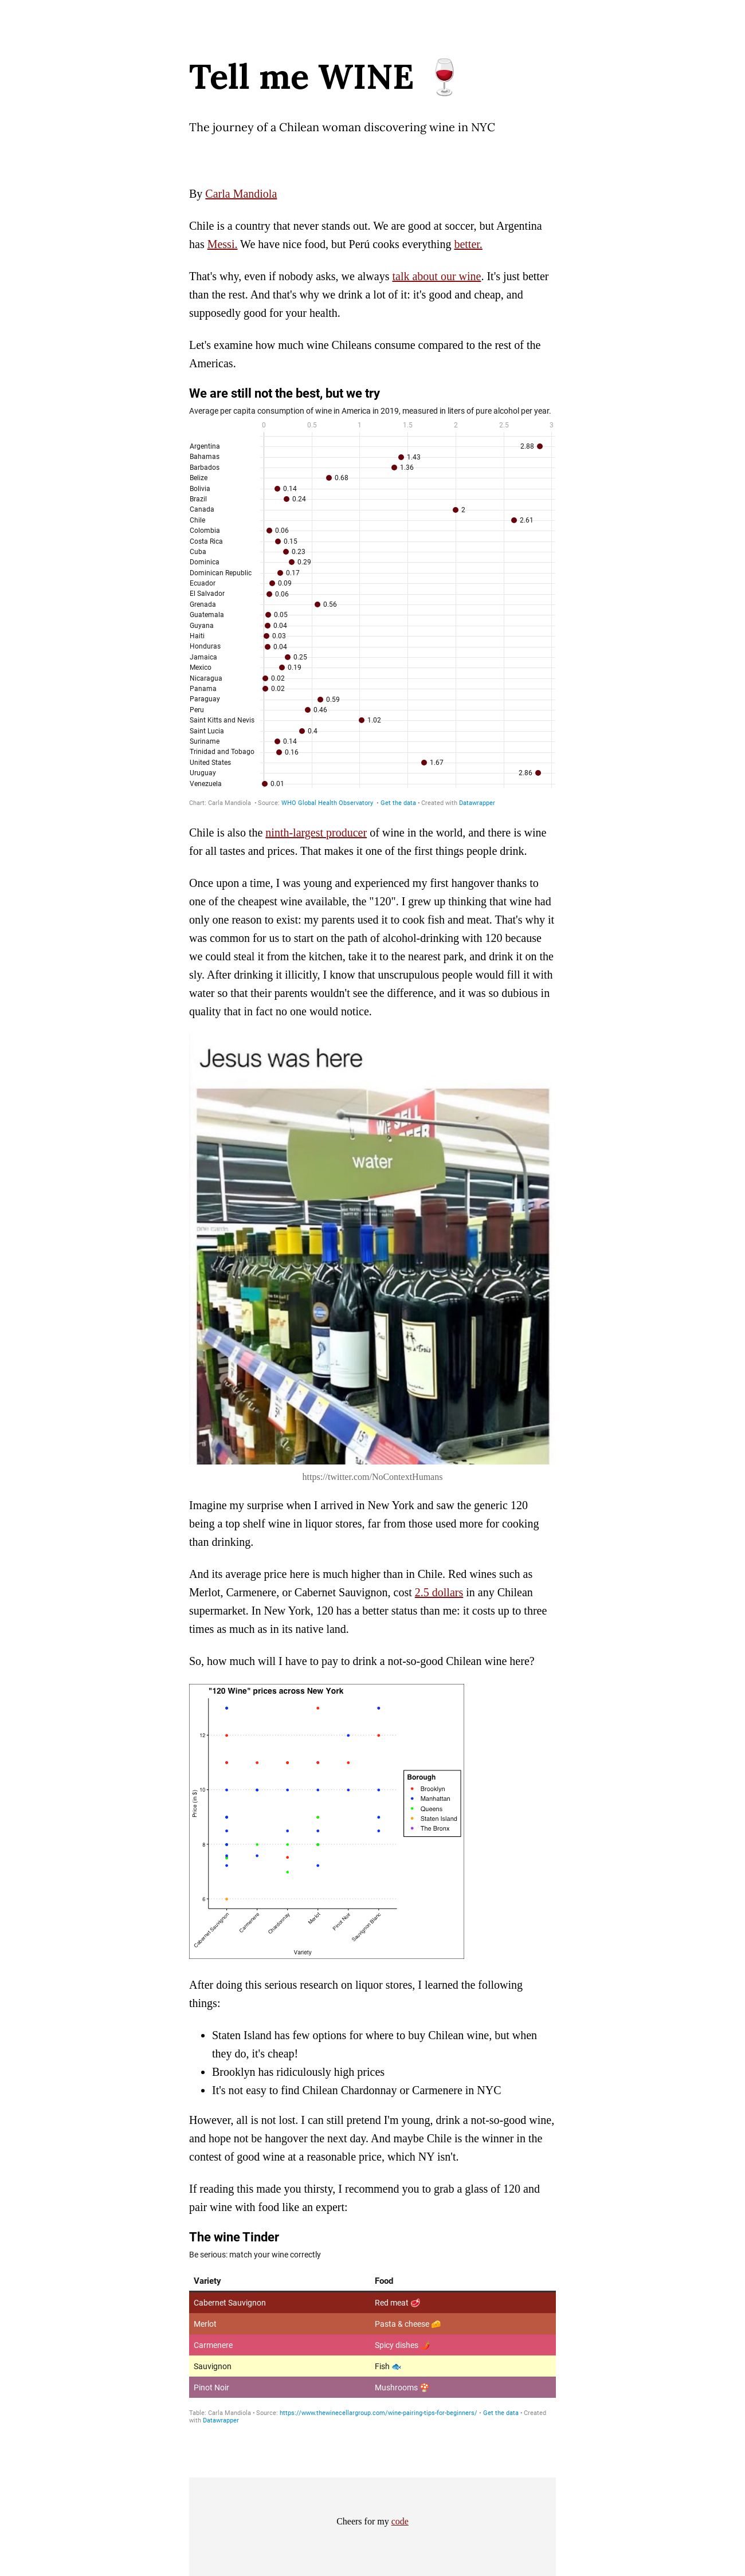 Tell me WINE 🍷
The journey of a Chilean woman discovering wine in NYC
By Carla Mandiola
Chile is a country that never stands out. We are good at soccer, but Argentina
has Messi. We have nice food, but Perú cooks everything better.
That's why, even if nobody asks, we always talk about our wine. It's just better
than the rest. And that's why we drink a lot of it: it's good and cheap, and
supposedly good for your health.
Let's examine how much wine Chileans consume compared to the rest of the
Americas.
We are still not the best, but we try
Average per capita consumption of wine in America in 2019, measured in liters of pure alcohol per year.
0 0.5 1 1.5 2 2.5 3
Argentina 2.88
Bahamas 1.43
Barbados 1.36
Belize 0.68
Bolivia 0.14
Brazil 0.24
Canada 2
Chile 2.61
Colombia 0.06
Costa Rica 0.15
Cuba 0.23
Dominica 0.29
Dominican Republic 0.17
Ecuador 0.09
El Salvador 0.06
Grenada 0.56
Guatemala 0.05
Guyana 0.04
Haiti 0.03
Honduras 0.04
Jamaica 0.25
Mexico 0.19
Nicaragua 0.02
Panama 0.02
Paraguay 0.59
Peru 0.46
Saint Kitts and Nevis 1.02
Saint Lucia 0.4
Suriname 0.14
Trinidad and Tobago 0.16
United States 1.67
Uruguay 2.86
Venezuela 0.01
Chart: Carla Mandiola • Source: WHO Global Health Observatory • Get the data • Created with Datawrapper
Chile is also the ninth-largest producer of wine in the world, and there is wine
for all tastes and prices. That makes it one of the first things people drink.
Once upon a time, I was young and experienced my first hangover thanks to
one of the cheapest wine available, the "120". I grew up thinking that wine had
only one reason to exist: my parents used it to cook fish and meat. That's why it
was common for us to start on the path of alcohol-drinking with 120 because
we could steal it from the kitchen, take it to the nearest park, and drink it on the
sly. After drinking it illicitly, I know that unscrupulous people would fill it with
water so that their parents wouldn't see the difference, and it was so dubious in
quality that in fact no one would notice.
Jesus was here
SELL
water
https://twitter.com/NoContextHumans
Imagine my surprise when I arrived in New York and saw the generic 120
being a top shelf wine in liquor stores, far from those used more for cooking
than drinking.
And its average price here is much higher than in Chile. Red wines such as
Merlot, Carmenere, or Cabernet Sauvignon, cost 2.5 dollars in any Chilean
supermarket. In New York, 120 has a better status than me: it costs up to three
times as much as in its native land.
So, how much will I have to pay to drink a not-so-good Chilean wine here?
"120 Wine" prices across New York
Price (in $)
12
10
8
6
Cabernet Sauvignon
Carmenere
Chardonnay
Merlot
Pinot Noir
Sauvignon Blanc
Variety
Borough
Brooklyn
Manhattan
Queens
Staten Island
The Bronx
After doing this serious research on liquor stores, I learned the following
things:
• Staten Island has few options for where to buy Chilean wine, but when
they do, it's cheap!
• Brooklyn has ridiculously high prices
• It's not easy to find Chilean Chardonnay or Carmenere in NYC
However, all is not lost. I can still pretend I'm young, drink a not-so-good wine,
and hope not be hangover the next day. And maybe Chile is the winner in the
contest of good wine at a reasonable price, which NY isn't.
If reading this made you thirsty, I recommend you to grab a glass of 120 and
pair wine with food like an expert:
The wine Tinder
Be serious: match your wine correctly
Variety Food
Cabernet Sauvignon Red meat 🥩
Merlot Pasta & cheese 🧀
Carmenere Spicy dishes 🌶️
Sauvignon Fish 🐟
Pinot Noir Mushrooms 🍄
Table: Carla Mandiola • Source: https://www.thewinecellargroup.com/wine-pairing-tips-for-beginners/ • Get the data • Created
with Datawrapper
Cheers for my code